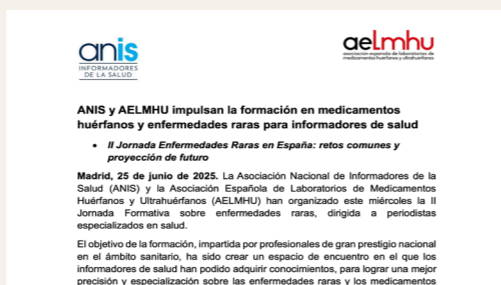 anis
INFORMADORES
DE LA SALUD
aelmhu
asociación española de laboratorios de
medicamentos huérfanos y ultrahuérfanos
ANIS y AELMHU impulsan la formación en medicamentos
huérfanos y enfermedades raras para informadores de salud
• II Jornada Enfermedades Raras en España: retos comunes y
proyección de futuro
Madrid, 25 de junio de 2025. La Asociación Nacional de Informadores de la
Salud (ANIS) y la Asociación Española de Laboratorios de Medicamentos
Huérfanos y Ultrahuérfanos (AELMHU) han organizado este miércoles la II
Jornada Formativa sobre enfermedades raras, dirigida a periodistas
especializados en salud.
El objetivo de la formación, impartida por profesionales de gran prestigio nacional
en el ámbito sanitario, ha sido crear un espacio de encuentro en el que los
informadores de salud han podido adquirir conocimientos, para lograr una mejor
precisión y especialización sobre las enfermedades raras y los medicamentos